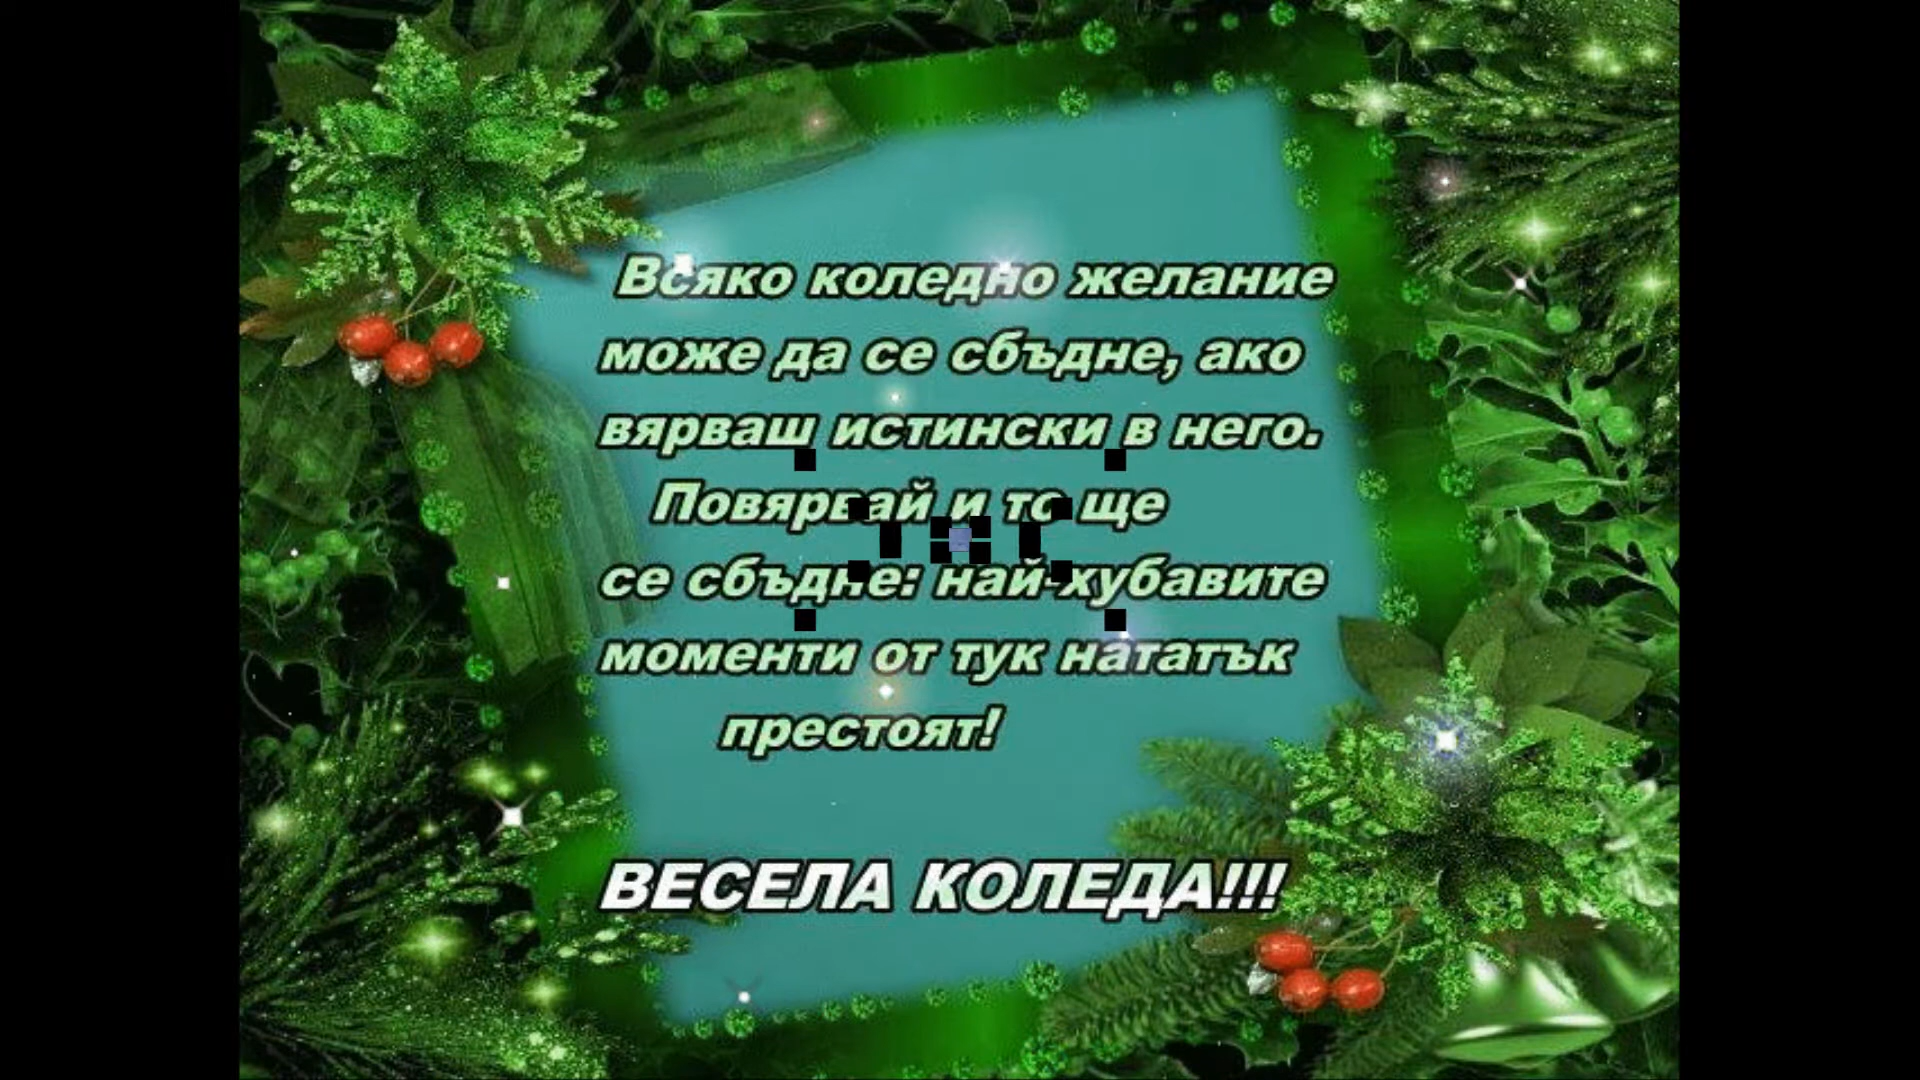 Всяко коледно желание
може да се сбъдне, ако
вярваш истински в него.
Повярвай и то ще
се сбъдне: най-хубавите
моменти от тук нататък
престоят!
ВЕСЕЛА КОЛЕДА!!!